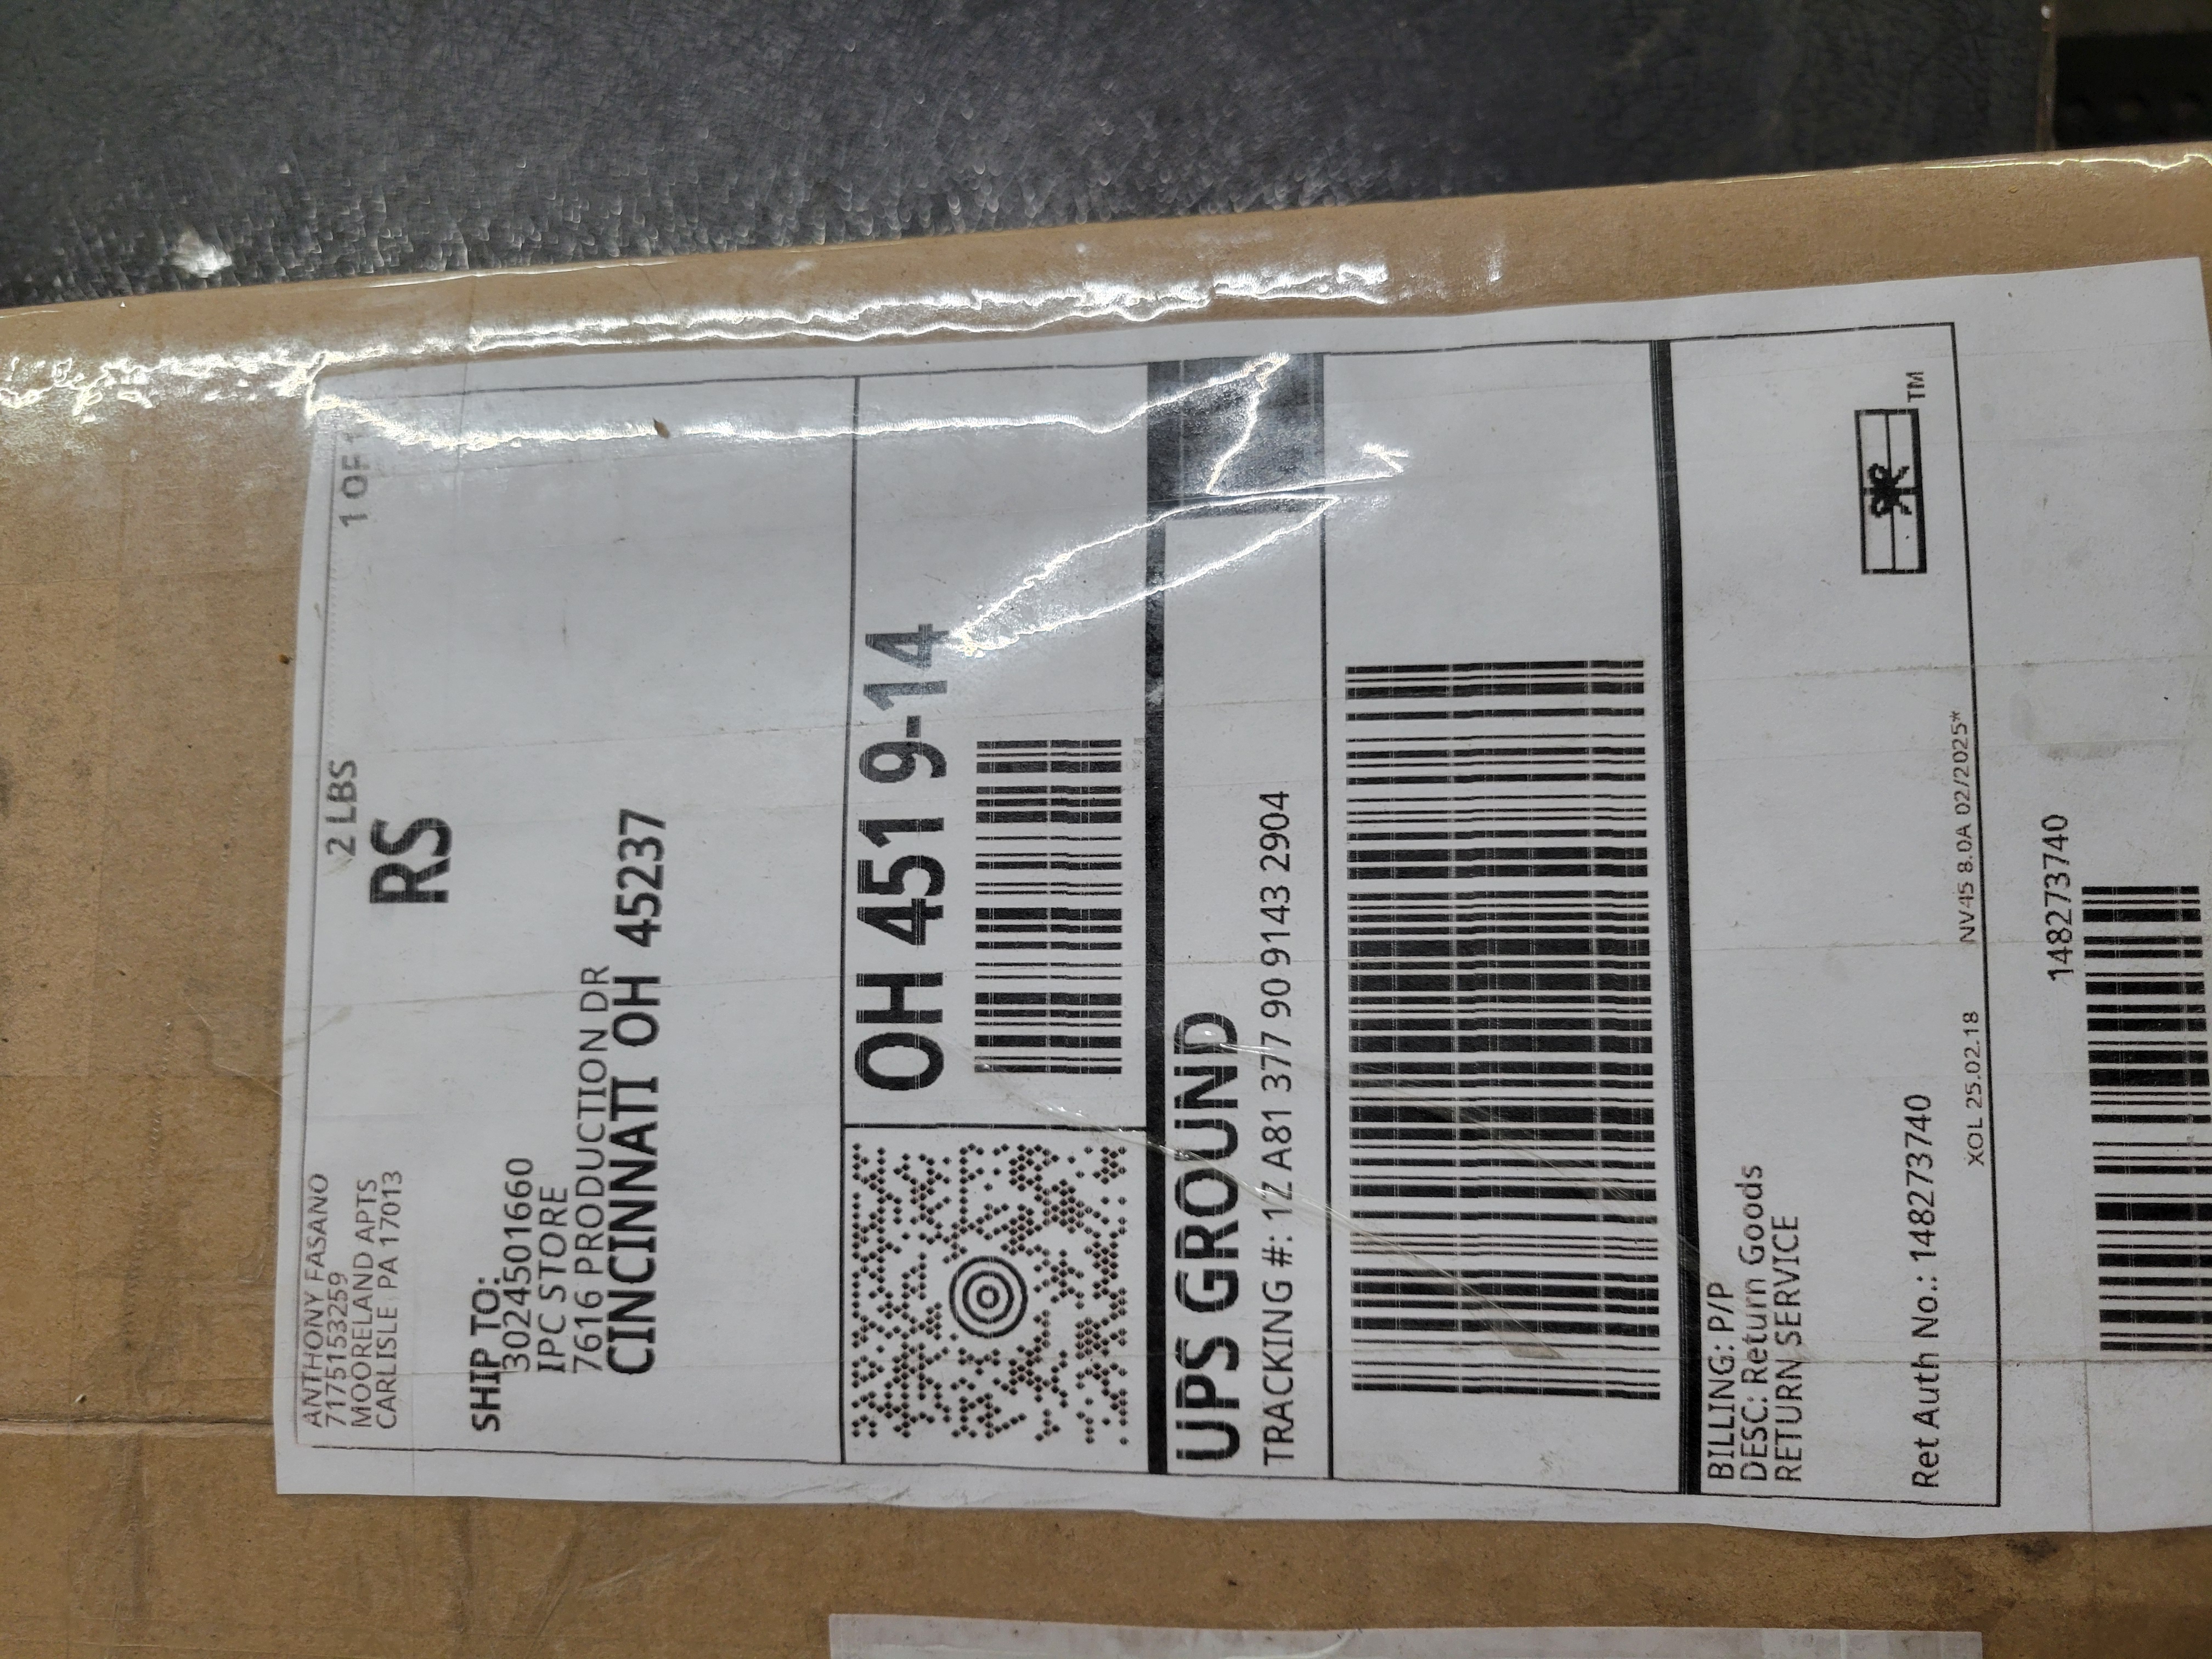 ANTHONY FASANO
7175153259
MOORELAND APTS
CARLISLE PA 17013
2 LBS
1 OF
RS
SHIP TO:
3024501660
IPC STORE
7616 PRODUCTION DR
CINCINNATI OH 45237
OH 451 9-14
UPS GROUND
TRACKING #: 1Z A81 377 90 9143 2904
BILLING: P/P
DESC: Return Goods
RETURN SERVICE
Ret Auth No.: 148273740
TM
XOL 25.02.18 NV45 8.0A 02/2025*
148273740